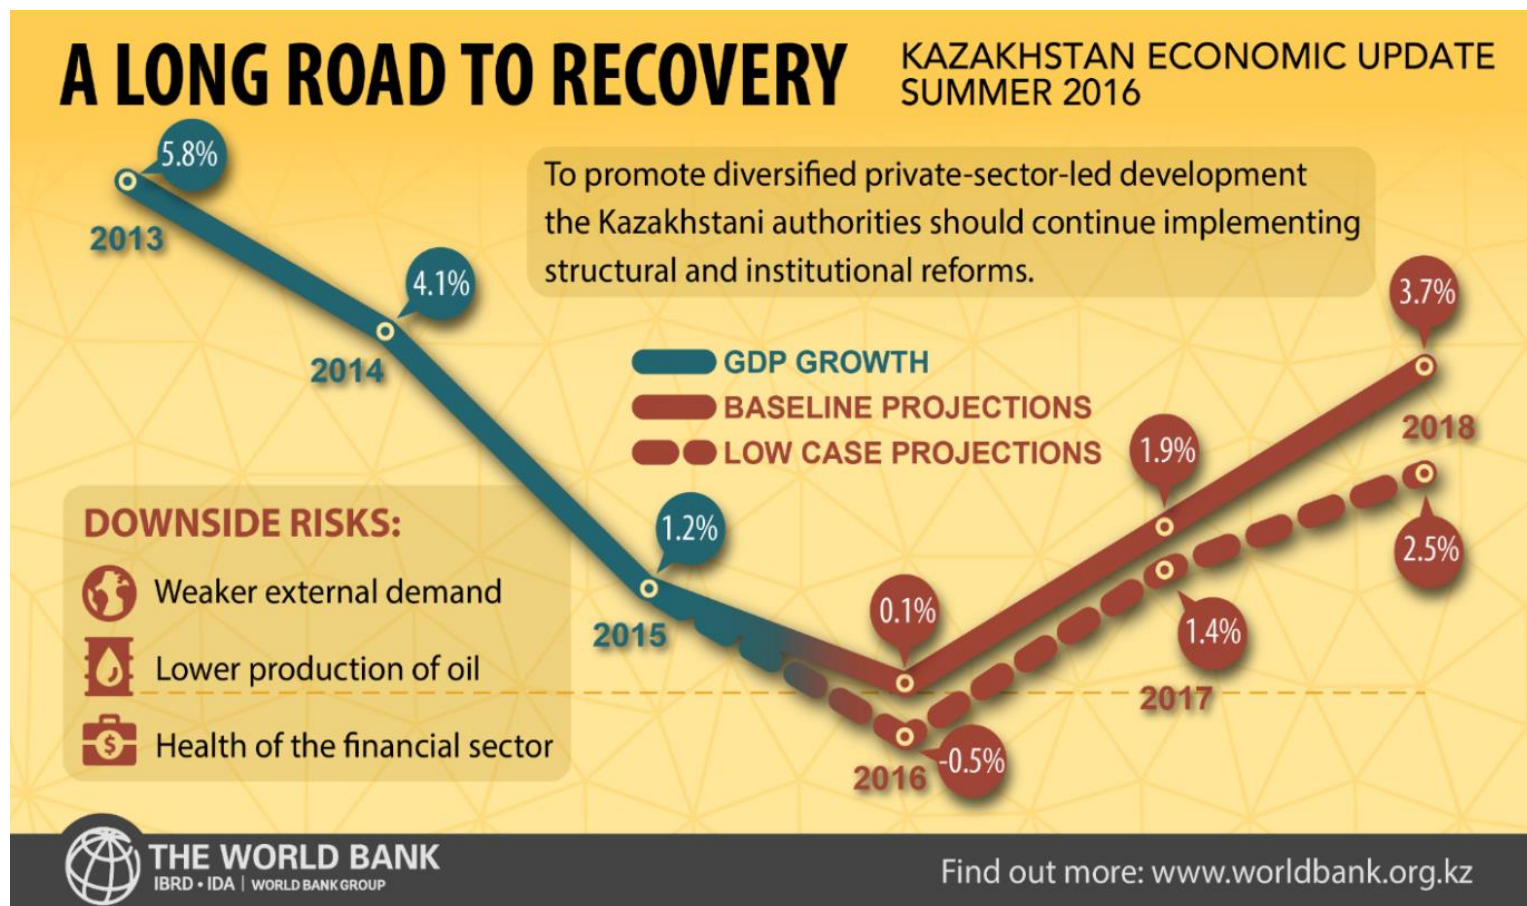 A LONG ROAD TO RECOVERY
KAZAKHSTAN ECONOMIC UPDATE
SUMMER 2016
5.8%
2013
To promote diversified private-sector-led development
the Kazakhstani authorities should continue implementing
structural and institutional reforms.
4.1%
2014
3.7%
2018
GDP GROWTH
BASELINE PROJECTIONS
LOW CASE PROJECTIONS
1.9%
2.5%
DOWNSIDE RISKS:
Weaker external demand
Lower production of oil
Health of the financial sector
1.2%
2015
0.1%
1.4%
2017
2016
-0.5%
THE WORLD BANK
IBRD • IDA | WORLD BANK GROUP
Find out more: www.worldbank.org.kz